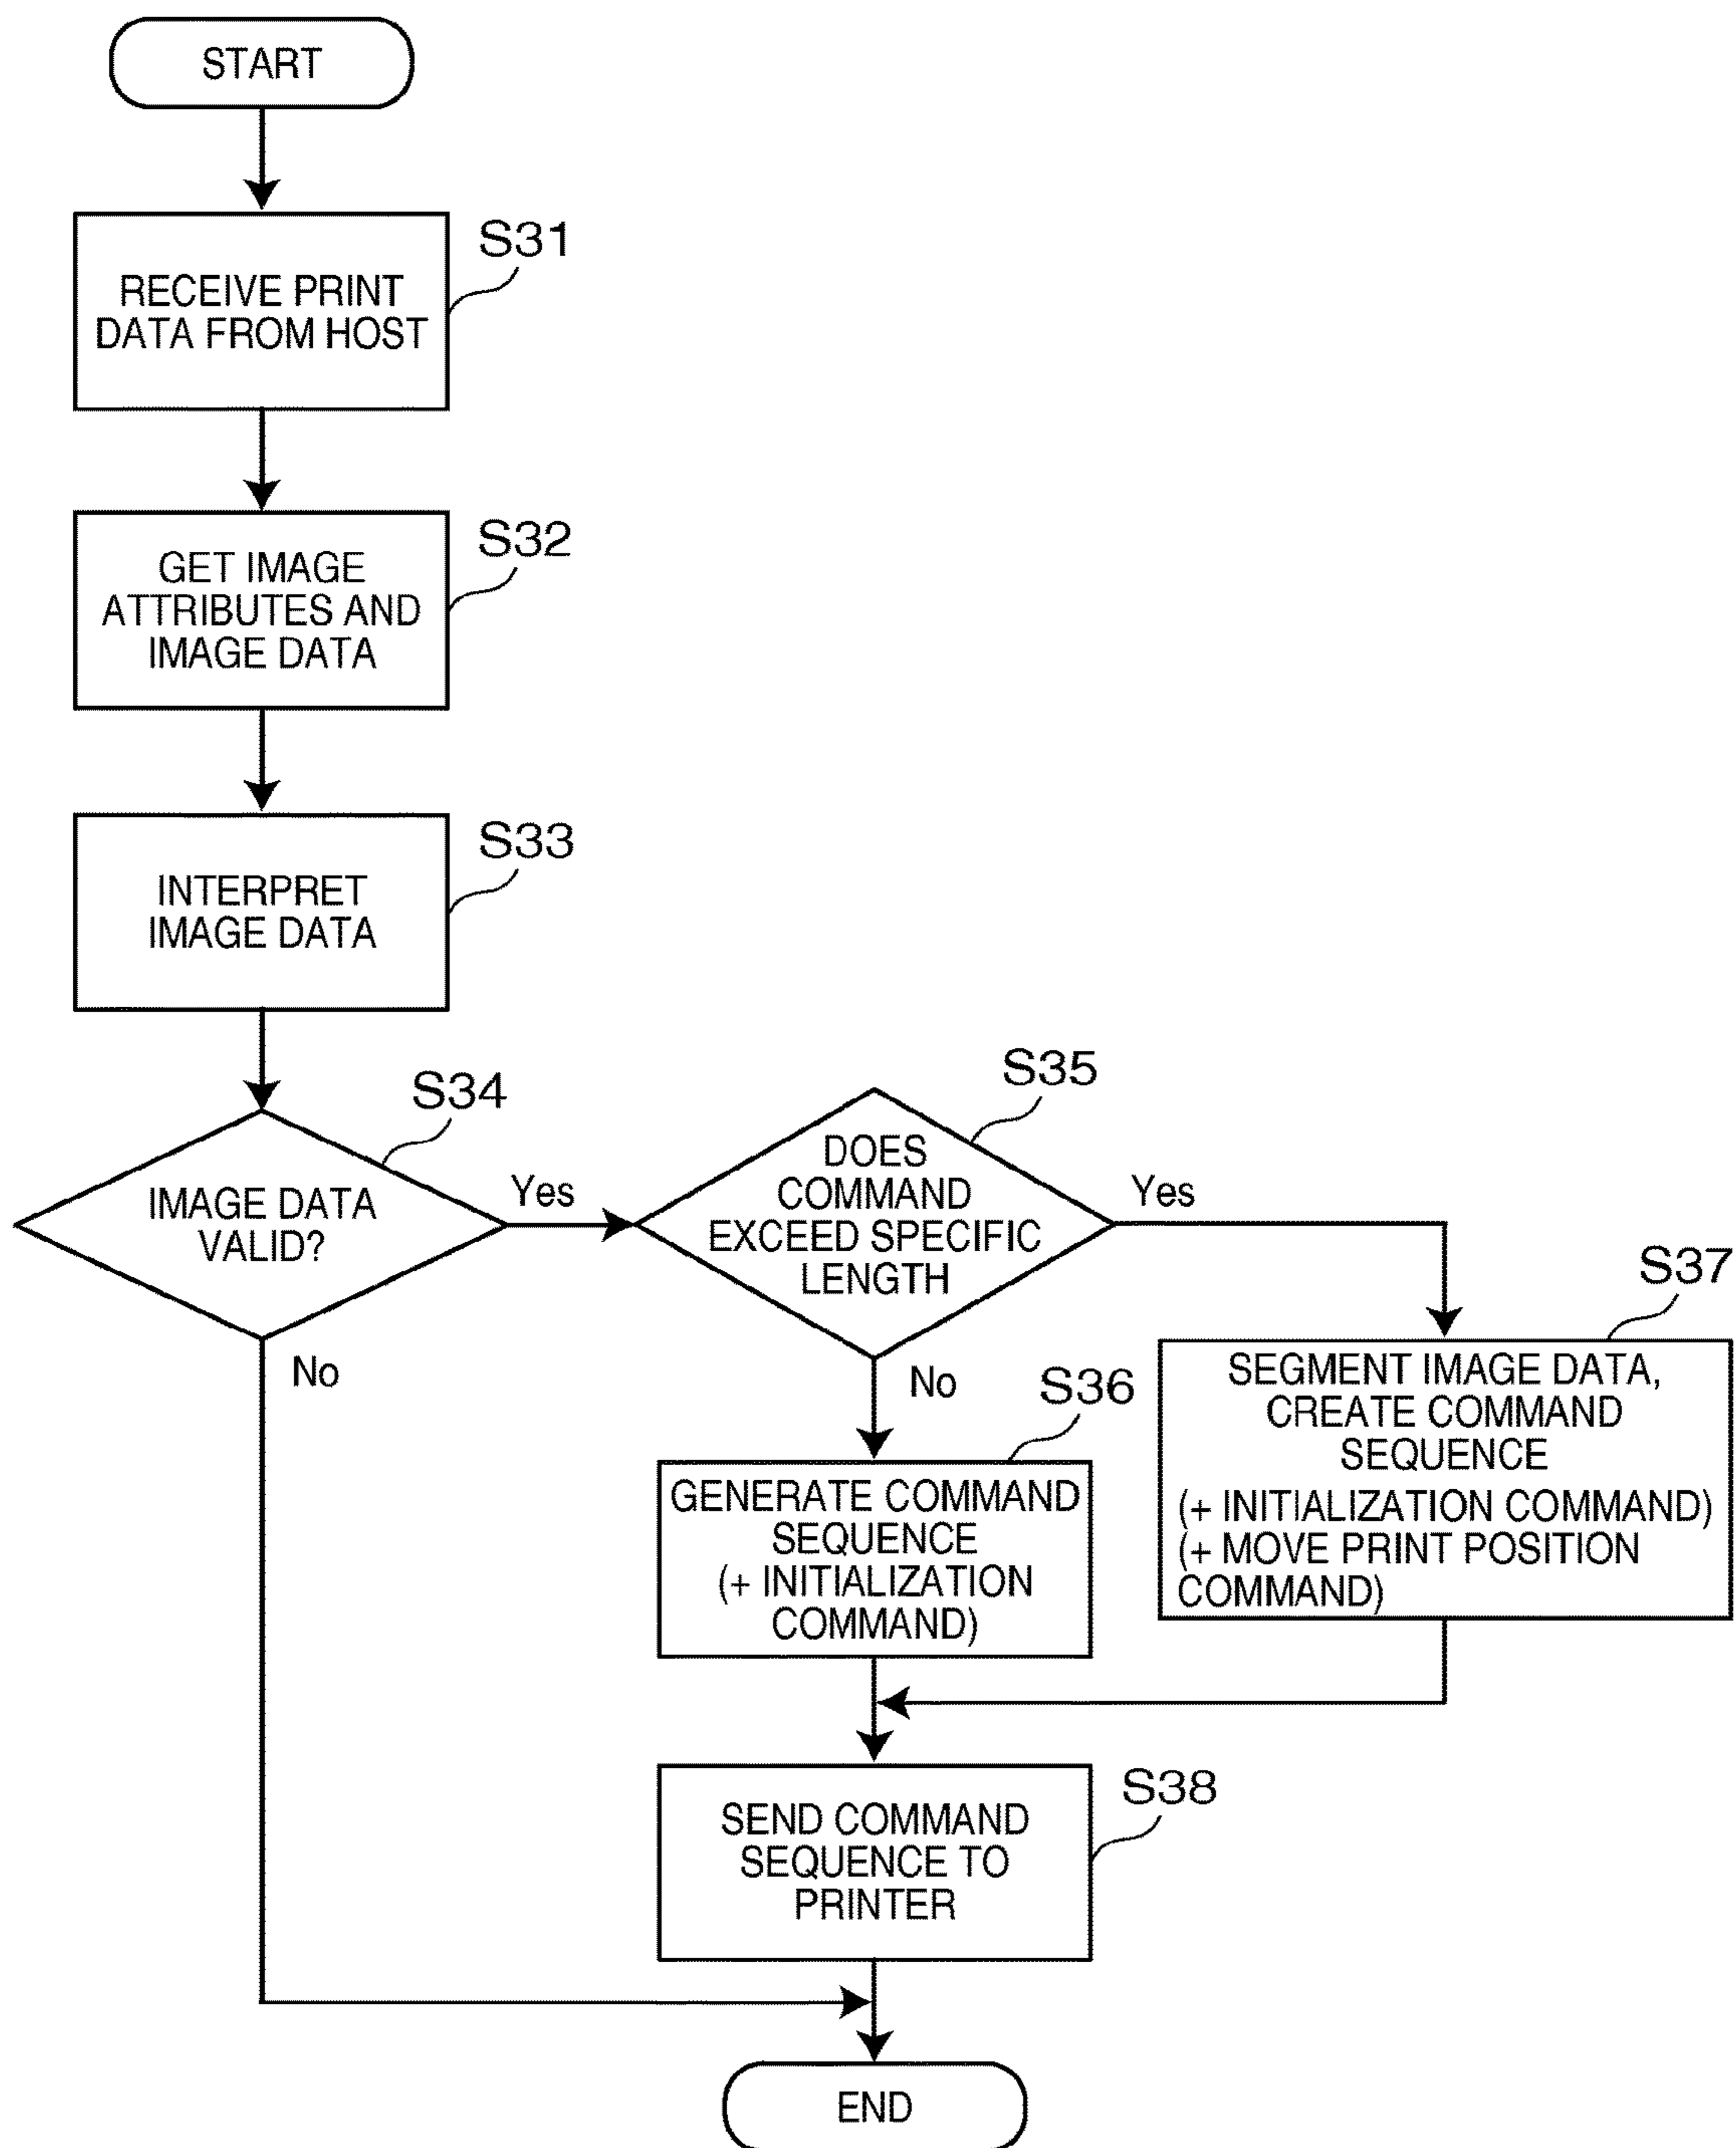 START
S31
RECEIVE PRINT
DATA FROM HOST
S32
GET IMAGE
ATTRIBUTES AND
IMAGE DATA
S33
INTERPRET
IMAGE DATA
S34
IMAGE DATA
VALID?
Yes
No
S35
DOES
COMMAND
EXCEED SPECIFIC
LENGTH
Yes
No
S36
GENERATE COMMAND
SEQUENCE
(+ INITIALIZATION
COMMAND)
S37
SEGMENT IMAGE DATA,
CREATE COMMAND
SEQUENCE
(+ INITIALIZATION COMMAND)
(+ MOVE PRINT POSITION
COMMAND)
S38
SEND COMMAND
SEQUENCE TO
PRINTER
END